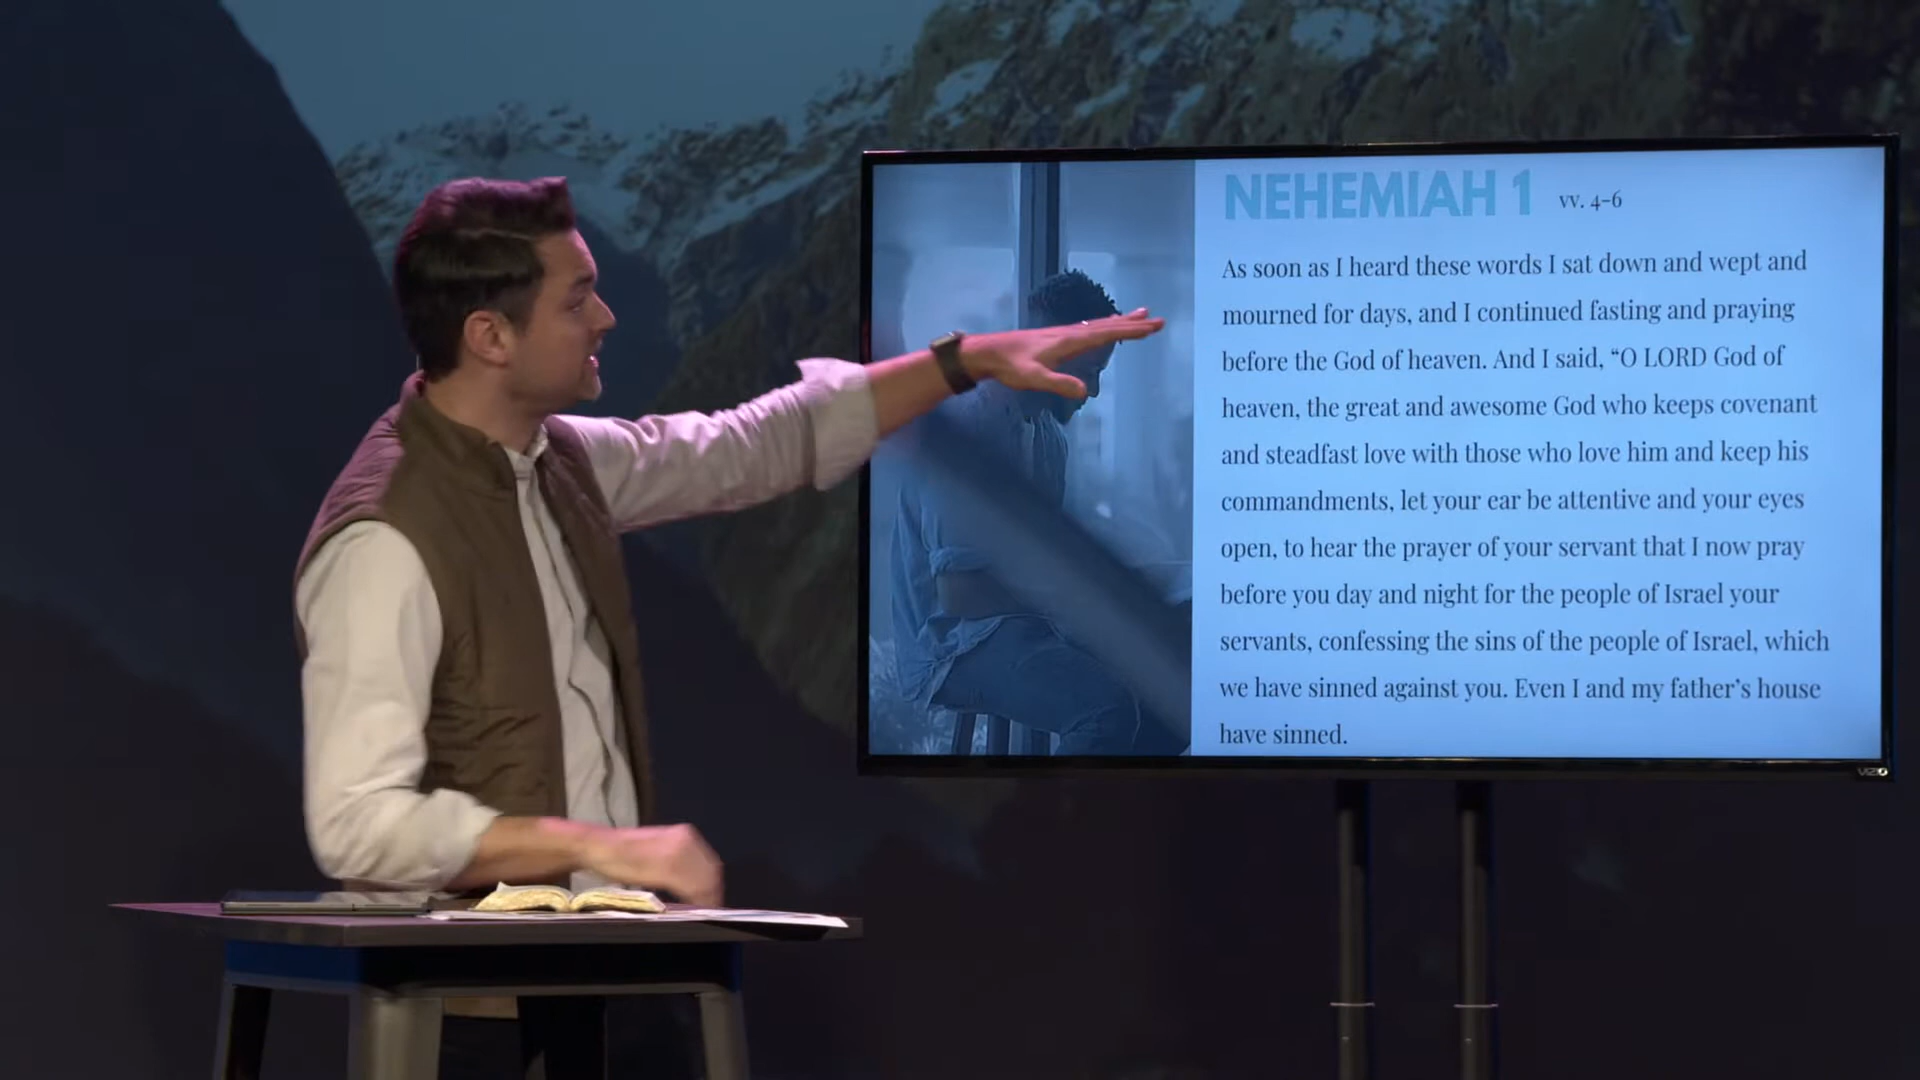 NEHEMIAH 1 vv. 4-6
As soon as I heard these words I sat down and wept and
mourned for days, and I continued fasting and praying
before the God of heaven. And I said, “O LORD God of
heaven, the great and awesome God who keeps covenant
and steadfast love with those who love him and keep his
commandments, let your ear be attentive and your eyes
open, to hear the prayer of your servant that I now pray
before you day and night for the people of Israel your
servants, confessing the sins of the people of Israel, which
we have sinned against you. Even I and my father’s house
have sinned.
VIZIO